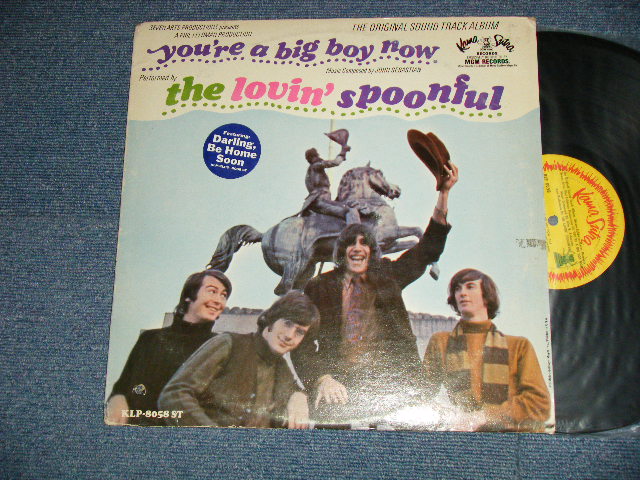 SEVEN ARTS PRODUCTIONS presents
A PHIL FELDMAN PRODUCTION
THE ORIGINAL SOUND TRACK ALBUM
you're a big boy now
Music Composed by JOHN SEBASTIAN
Performed by
the lovin' spoonful
Kama Sutra
RECORDS
MGM RECORDS
Featuring:
Darling,
Be Home
Soon
Kama Sutra
KLP-8058 ST